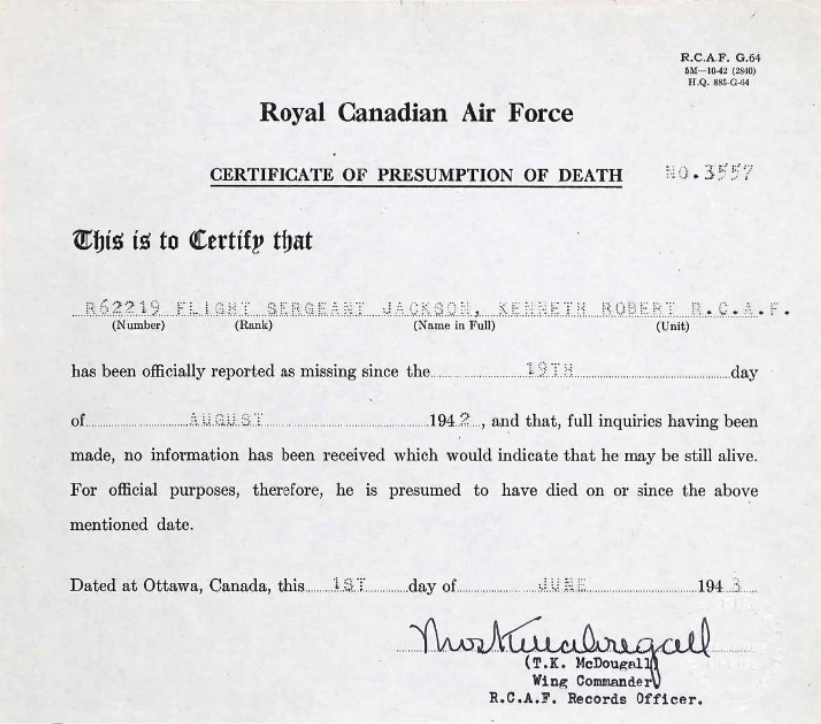 R.C.A.F. G.64
5M—10-42 (2840)
H.Q. 885-G-64
Royal Canadian Air Force
CERTIFICATE OF PRESUMPTION OF DEATH NO.3557
This is to Certify that
R62219 FLIGHT SERGEANT JACKSON, KENNETH ROBERT R.C.A.F.
(Number) (Rank) (Name in Full) (Unit)
has been officially reported as missing since the 19TH day
of AUGUST 1942, and that, full inquiries having been
made, no information has been received which would indicate that he may be still alive.
For official purposes, therefore, he is presumed to have died on or since the above
mentioned date.
Dated at Ottawa, Canada, this 1ST day of JUNE 1943
(T.K. McDougall)
Wing Commander
R.C.A.F. Records Officer.